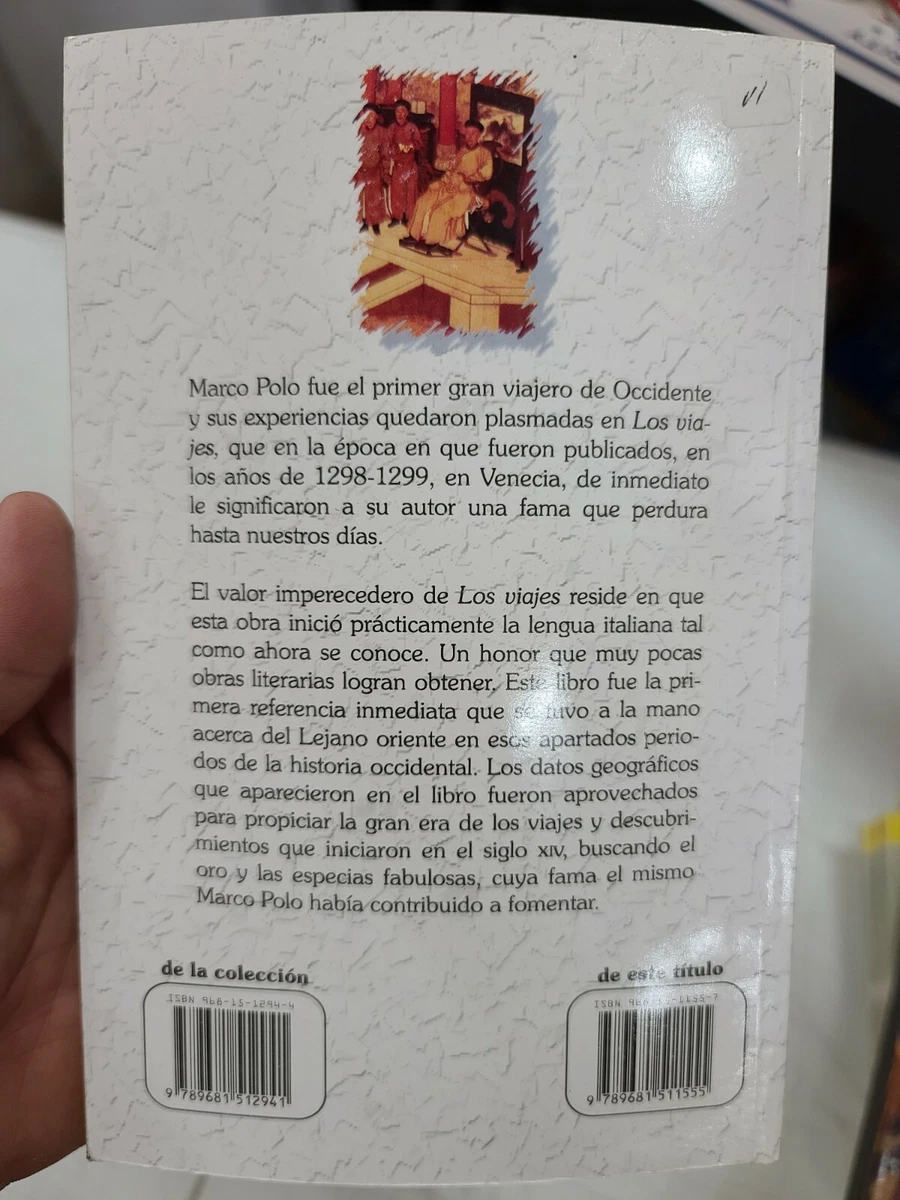 VI
Marco Polo fue el primer gran viajero de Occidente
y sus experiencias quedaron plasmadas en Los via-
jes, que en la época en que fueron publicados, en
los años de 1298-1299, en Venecia, de inmediato
le significaron a su autor una fama que perdura
hasta nuestros días.
El valor imperecedero de Los viajes reside en que
esta obra inició prácticamente la lengua italiana tal
como ahora se conoce. Un honor que muy pocas
obras literarias logran obtener. Este libro fue la pri-
mera referencia inmediata que se tuvo a la mano
acerca del Lejano oriente en esos apartados perio-
dos de la historia occidental. Los datos geográficos
que aparecieron en el libro fueron aprovechados
para propiciar la gran era de los viajes y descubri-
mientos que iniciaron en el siglo XIV, buscando el
oro y las especias fabulosas, cuya fama el mismo
Marco Polo había contribuido a fomentar.
de la colección
ISBN 968-15-1294-4
9 789681 512941
de este título
ISBN
9 789681 511555